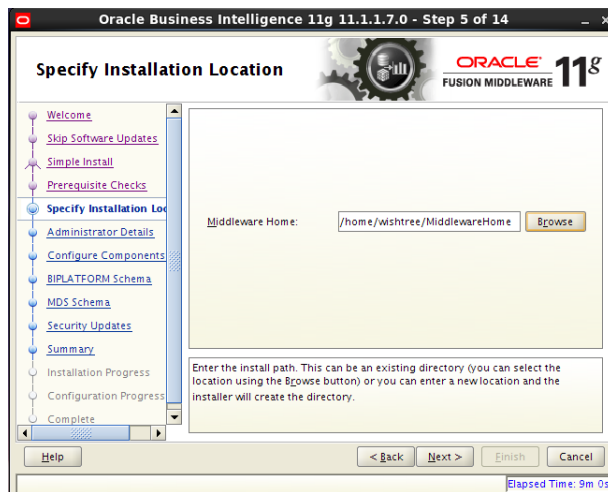 Oracle Business Intelligence 11g 11.1.1.7.0 - Step 5 of 14
Specify Installation Location
ORACLE
FUSION MIDDLEWARE
11g
Welcome
Skip Software Updates
Simple Install
Prerequisite Checks
Specify Installation Loc
Administrator Details
Configure Components
BIPLATFORM Schema
MDS Schema
Security Updates
Summary
Installation Progress
Configuration Progress
Complete
Middleware Home: /home/wishtree/MiddlewareHome Browse
Enter the install path. This can be an existing directory (you can select the
location using the Browse button) or you can enter a new location and the
installer will create the directory.
Help < Back Next > Finish Cancel
Elapsed Time: 9m 0s